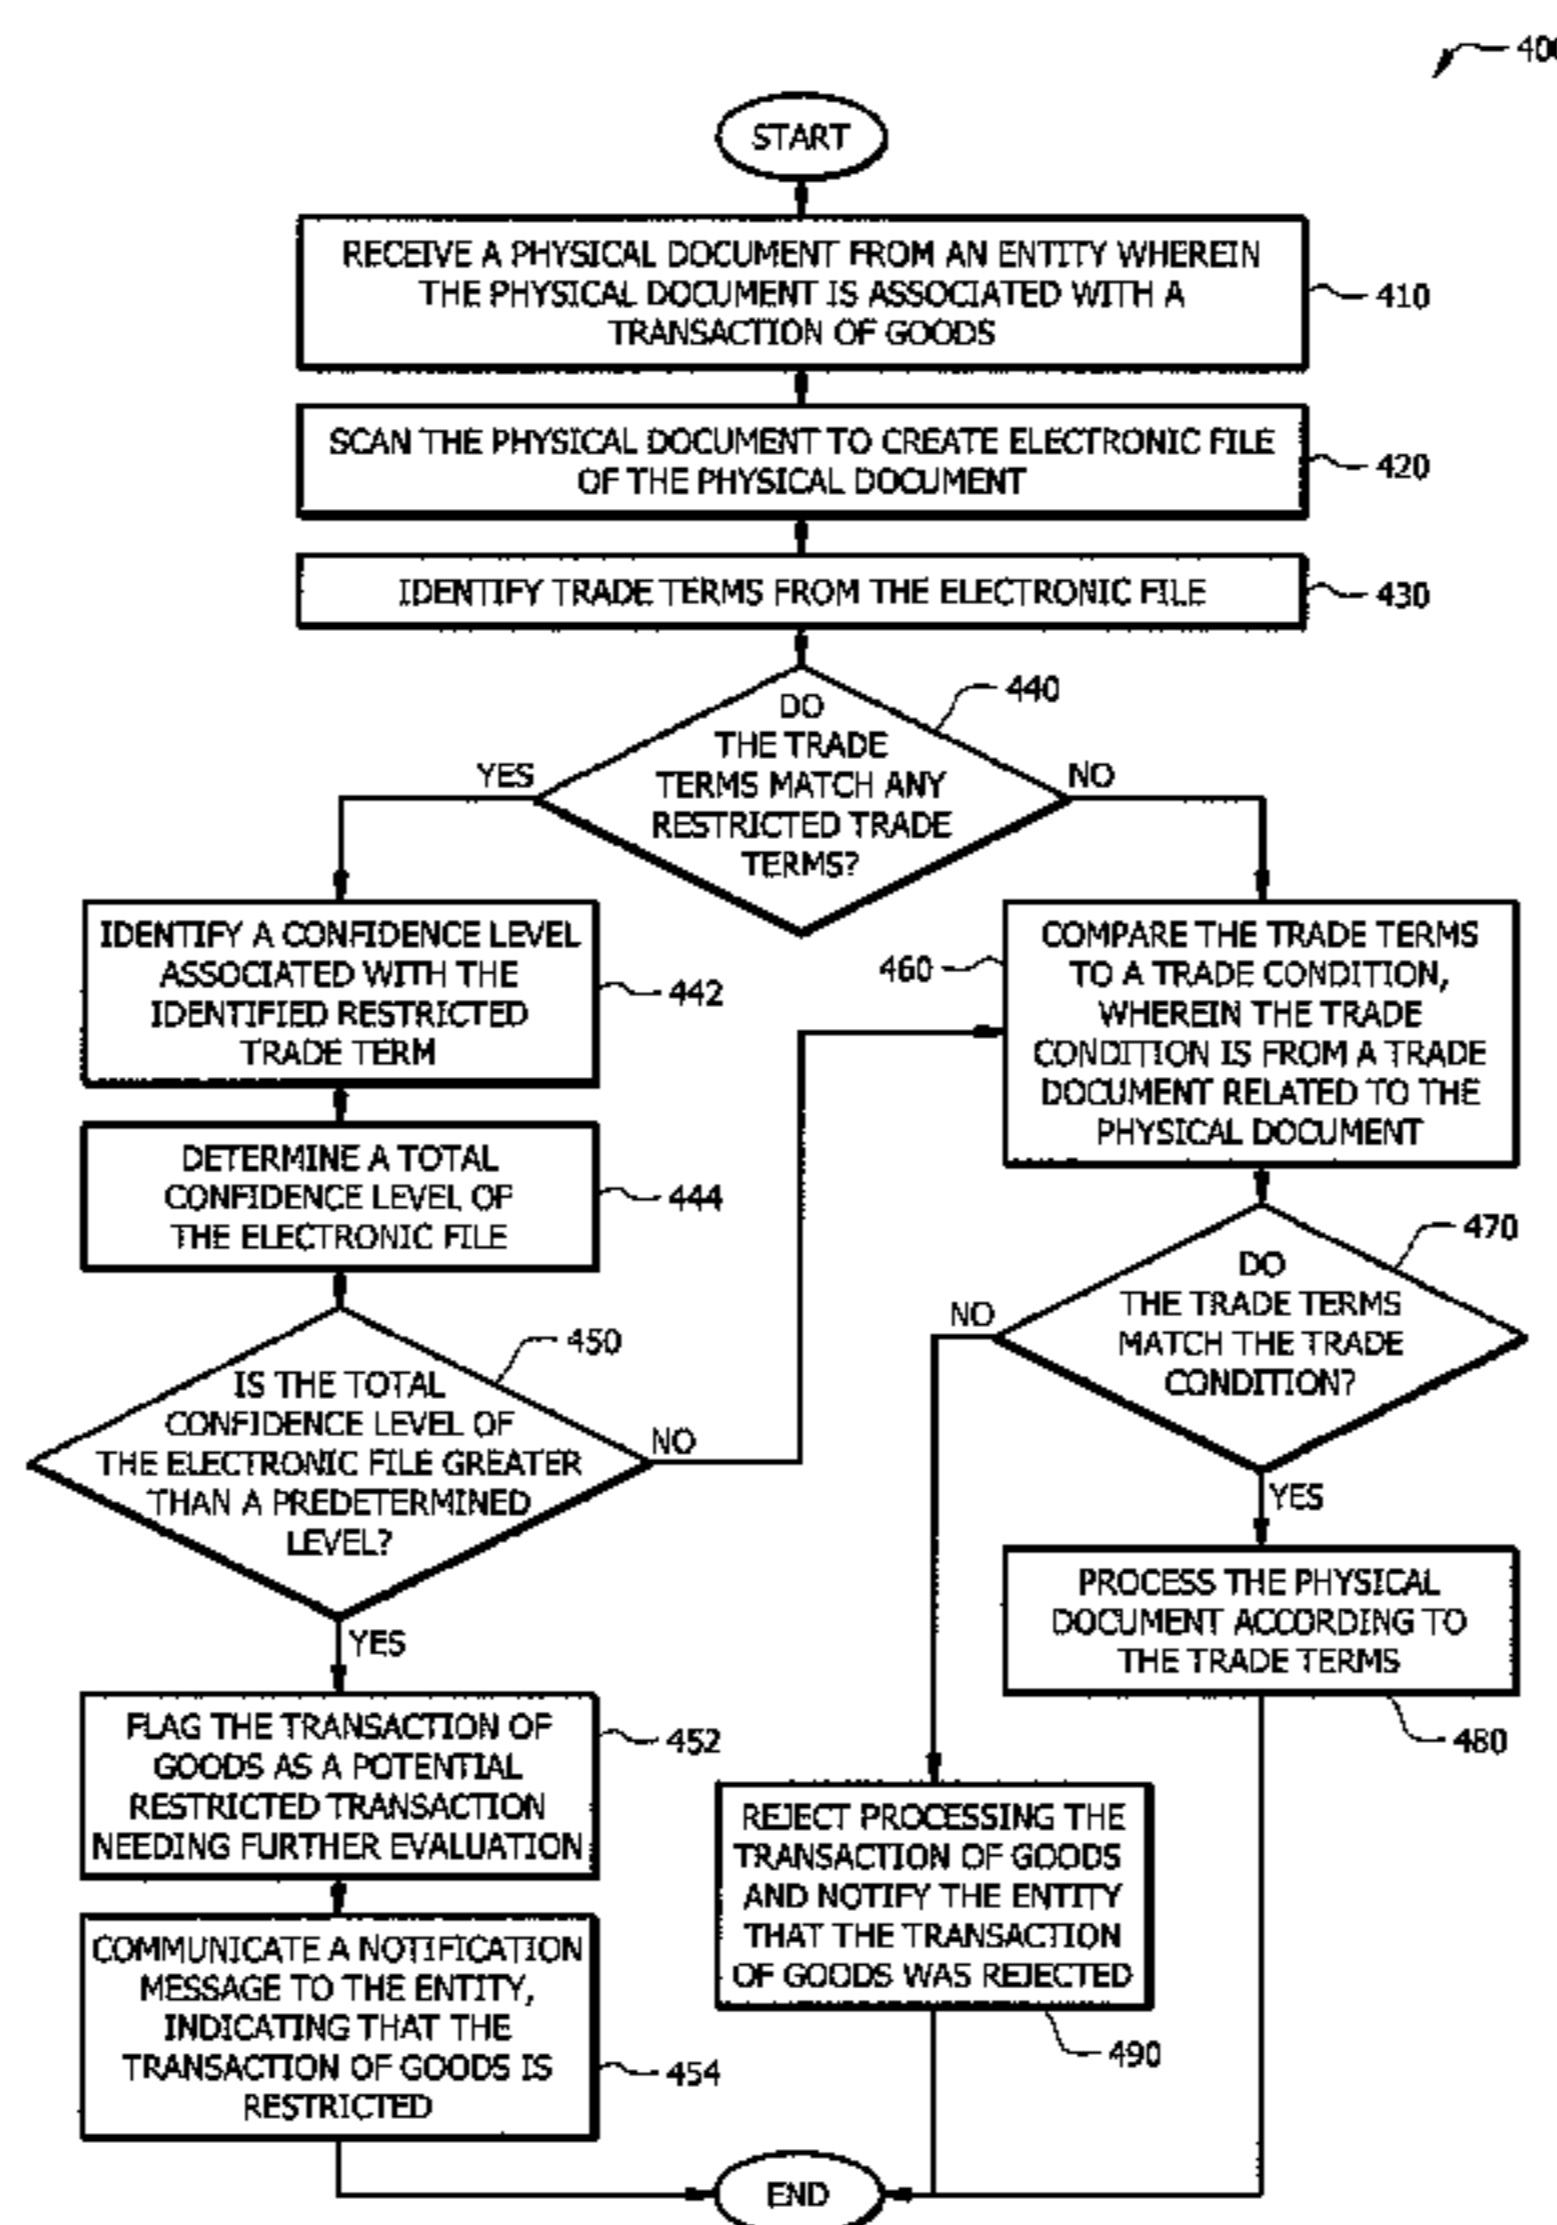 400
START
RECEIVE A PHYSICAL DOCUMENT FROM AN ENTITY WHEREIN
THE PHYSICAL DOCUMENT IS ASSOCIATED WITH A
TRANSACTION OF GOODS
410
SCAN THE PHYSICAL DOCUMENT TO CREATE ELECTRONIC FILE
OF THE PHYSICAL DOCUMENT
420
IDENTIFY TRADE TERMS FROM THE ELECTRONIC FILE
430
DO
THE TRADE
TERMS MATCH ANY
RESTRICTED TRADE
TERMS?
440
YES
NO
IDENTIFY A CONFIDENCE LEVEL
ASSOCIATED WITH THE
IDENTIFIED RESTRICTED
TRADE TERM
442
DETERMINE A TOTAL
CONFIDENCE LEVEL OF
THE ELECTRONIC FILE
444
IS THE TOTAL
CONFIDENCE LEVEL OF
THE ELECTRONIC FILE GREATER
THAN A PREDETERMINED
LEVEL?
450
NO
YES
FLAG THE TRANSACTION OF
GOODS AS A POTENTIAL
RESTRICTED TRANSACTION
NEEDING FURTHER EVALUATION
452
COMMUNICATE A NOTIFICATION
MESSAGE TO THE ENTITY,
INDICATING THAT THE
TRANSACTION OF GOODS IS
RESTRICTED
454
460
COMPARE THE TRADE TERMS
TO A TRADE CONDITION,
WHEREIN THE TRADE
CONDITION IS FROM A TRADE
DOCUMENT RELATED TO THE
PHYSICAL DOCUMENT
DO
THE TRADE TERMS
MATCH THE TRADE
CONDITION?
470
NO
YES
PROCESS THE PHYSICAL
DOCUMENT ACCORDING TO
THE TRADE TERMS
480
REJECT PROCESSING THE
TRANSACTION OF GOODS
AND NOTIFY THE ENTITY
THAT THE TRANSACTION
OF GOODS WAS REJECTED
490
END